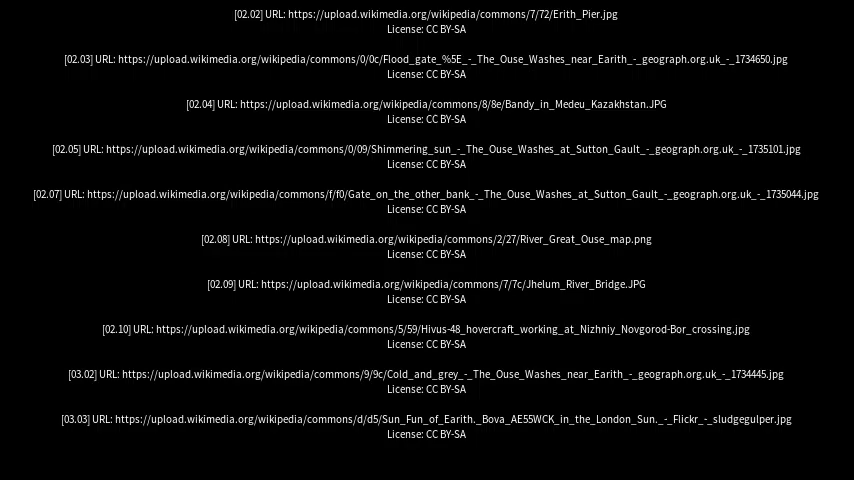 [02.02] URL: https://upload.wikimedia.org/wikipedia/commons/7/72/Erith_Pier.jpg
License: CC BY-SA
[02.03] URL: https://upload.wikimedia.org/wikipedia/commons/0/0c/Flood_gate_%5E_-_The_Ouse_Washes_near_Earith_-_geograph.org.uk_-_1734650.jpg
License: CC BY-SA
[02.04] URL: https://upload.wikimedia.org/wikipedia/commons/8/8e/Bandy_in_Medeu_Kazakhstan.JPG
License: CC BY-SA
[02.05] URL: https://upload.wikimedia.org/wikipedia/commons/0/09/Shimmering_sun_-_The_Ouse_Washes_at_Sutton_Gault_-_geograph.org.uk_-_1735101.jpg
License: CC BY-SA
[02.07] URL: https://upload.wikimedia.org/wikipedia/commons/f/f0/Gate_on_the_other_bank_-_The_Ouse_Washes_at_Sutton_Gault_-_geograph.org.uk_-_1735044.jpg
License: CC BY-SA
[02.08] URL: https://upload.wikimedia.org/wikipedia/commons/2/27/River_Great_Ouse_map.png
License: CC BY-SA
[02.09] URL: https://upload.wikimedia.org/wikipedia/commons/7/7c/Jhelum_River_Bridge.JPG
License: CC BY-SA
[02.10] URL: https://upload.wikimedia.org/wikipedia/commons/5/59/Hivus-48_hovercraft_working_at_Nizhniy_Novgorod-Bor_crossing.jpg
License: CC BY-SA
[03.02] URL: https://upload.wikimedia.org/wikipedia/commons/9/9c/Cold_and_grey_-_The_Ouse_Washes_near_Earith_-_geograph.org.uk_-_1734445.jpg
License: CC BY-SA
[03.03] URL: https://upload.wikimedia.org/wikipedia/commons/d/d5/Sun_Fun_of_Earith._Bova_AE55WCK_in_the_London_Sun._-_Flickr_-_sludgegulper.jpg
License: CC BY-SA